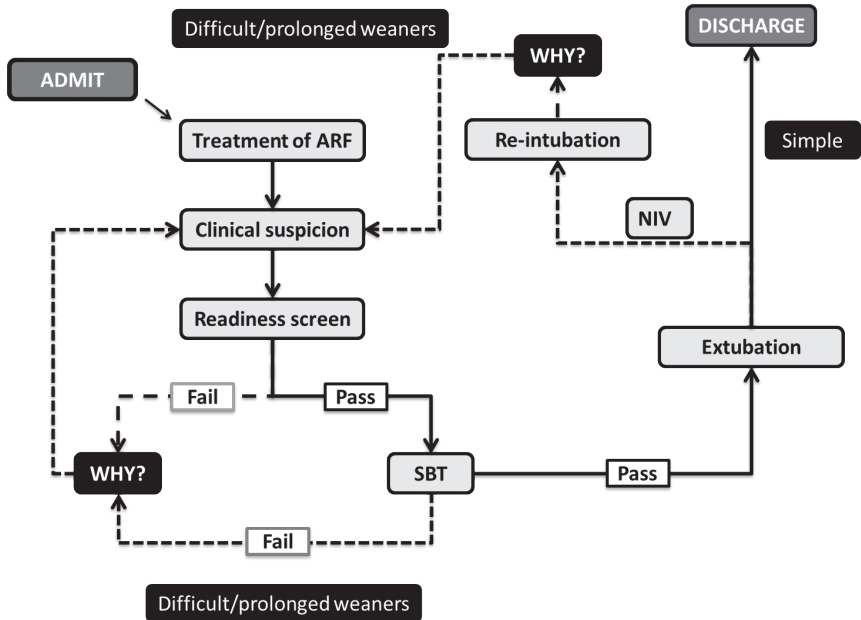 Difficult/prolonged weaners
DISCHARGE
WHY?
ADMIT
Treatment of ARF
Re-intubation
Simple
Clinical suspicion
NIV
Readiness screen
Extubation
Fail
Pass
WHY?
SBT
Pass
Fail
Difficult/prolonged weaners